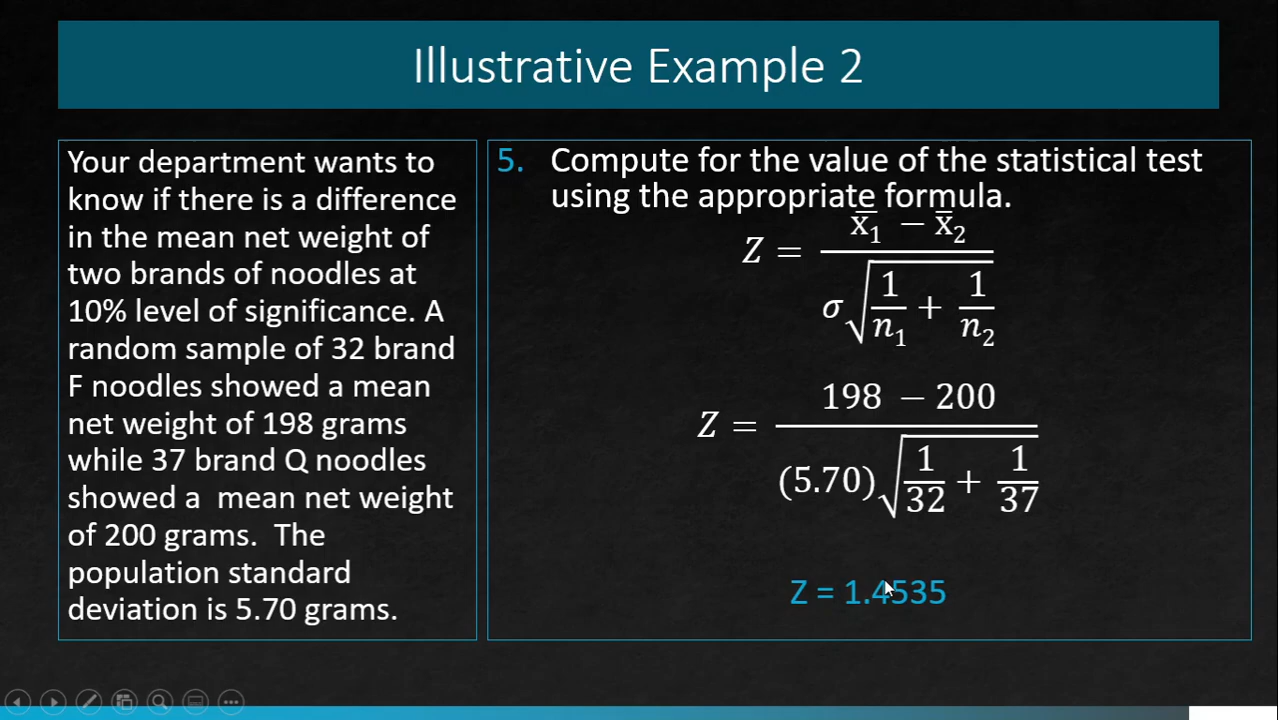 Illustrative Example 2
Your department wants to
know if there is a difference
in the mean net weight of
two brands of noodles at
10% level of significance. A
random sample of 32 brand
F noodles showed a mean
net weight of 198 grams
while 37 brand Q noodles
showed a mean net weight
of 200 grams. The
population standard
deviation is 5.70 grams.
5. Compute for the value of the statistical test
using the appropriate formula.
Z = (x̄₁ − x̄₂) / (σ√(1/n₁ + 1/n₂))
Z = (198 − 200) / ((5.70)√(1/32 + 1/37))
Z = 1.4535